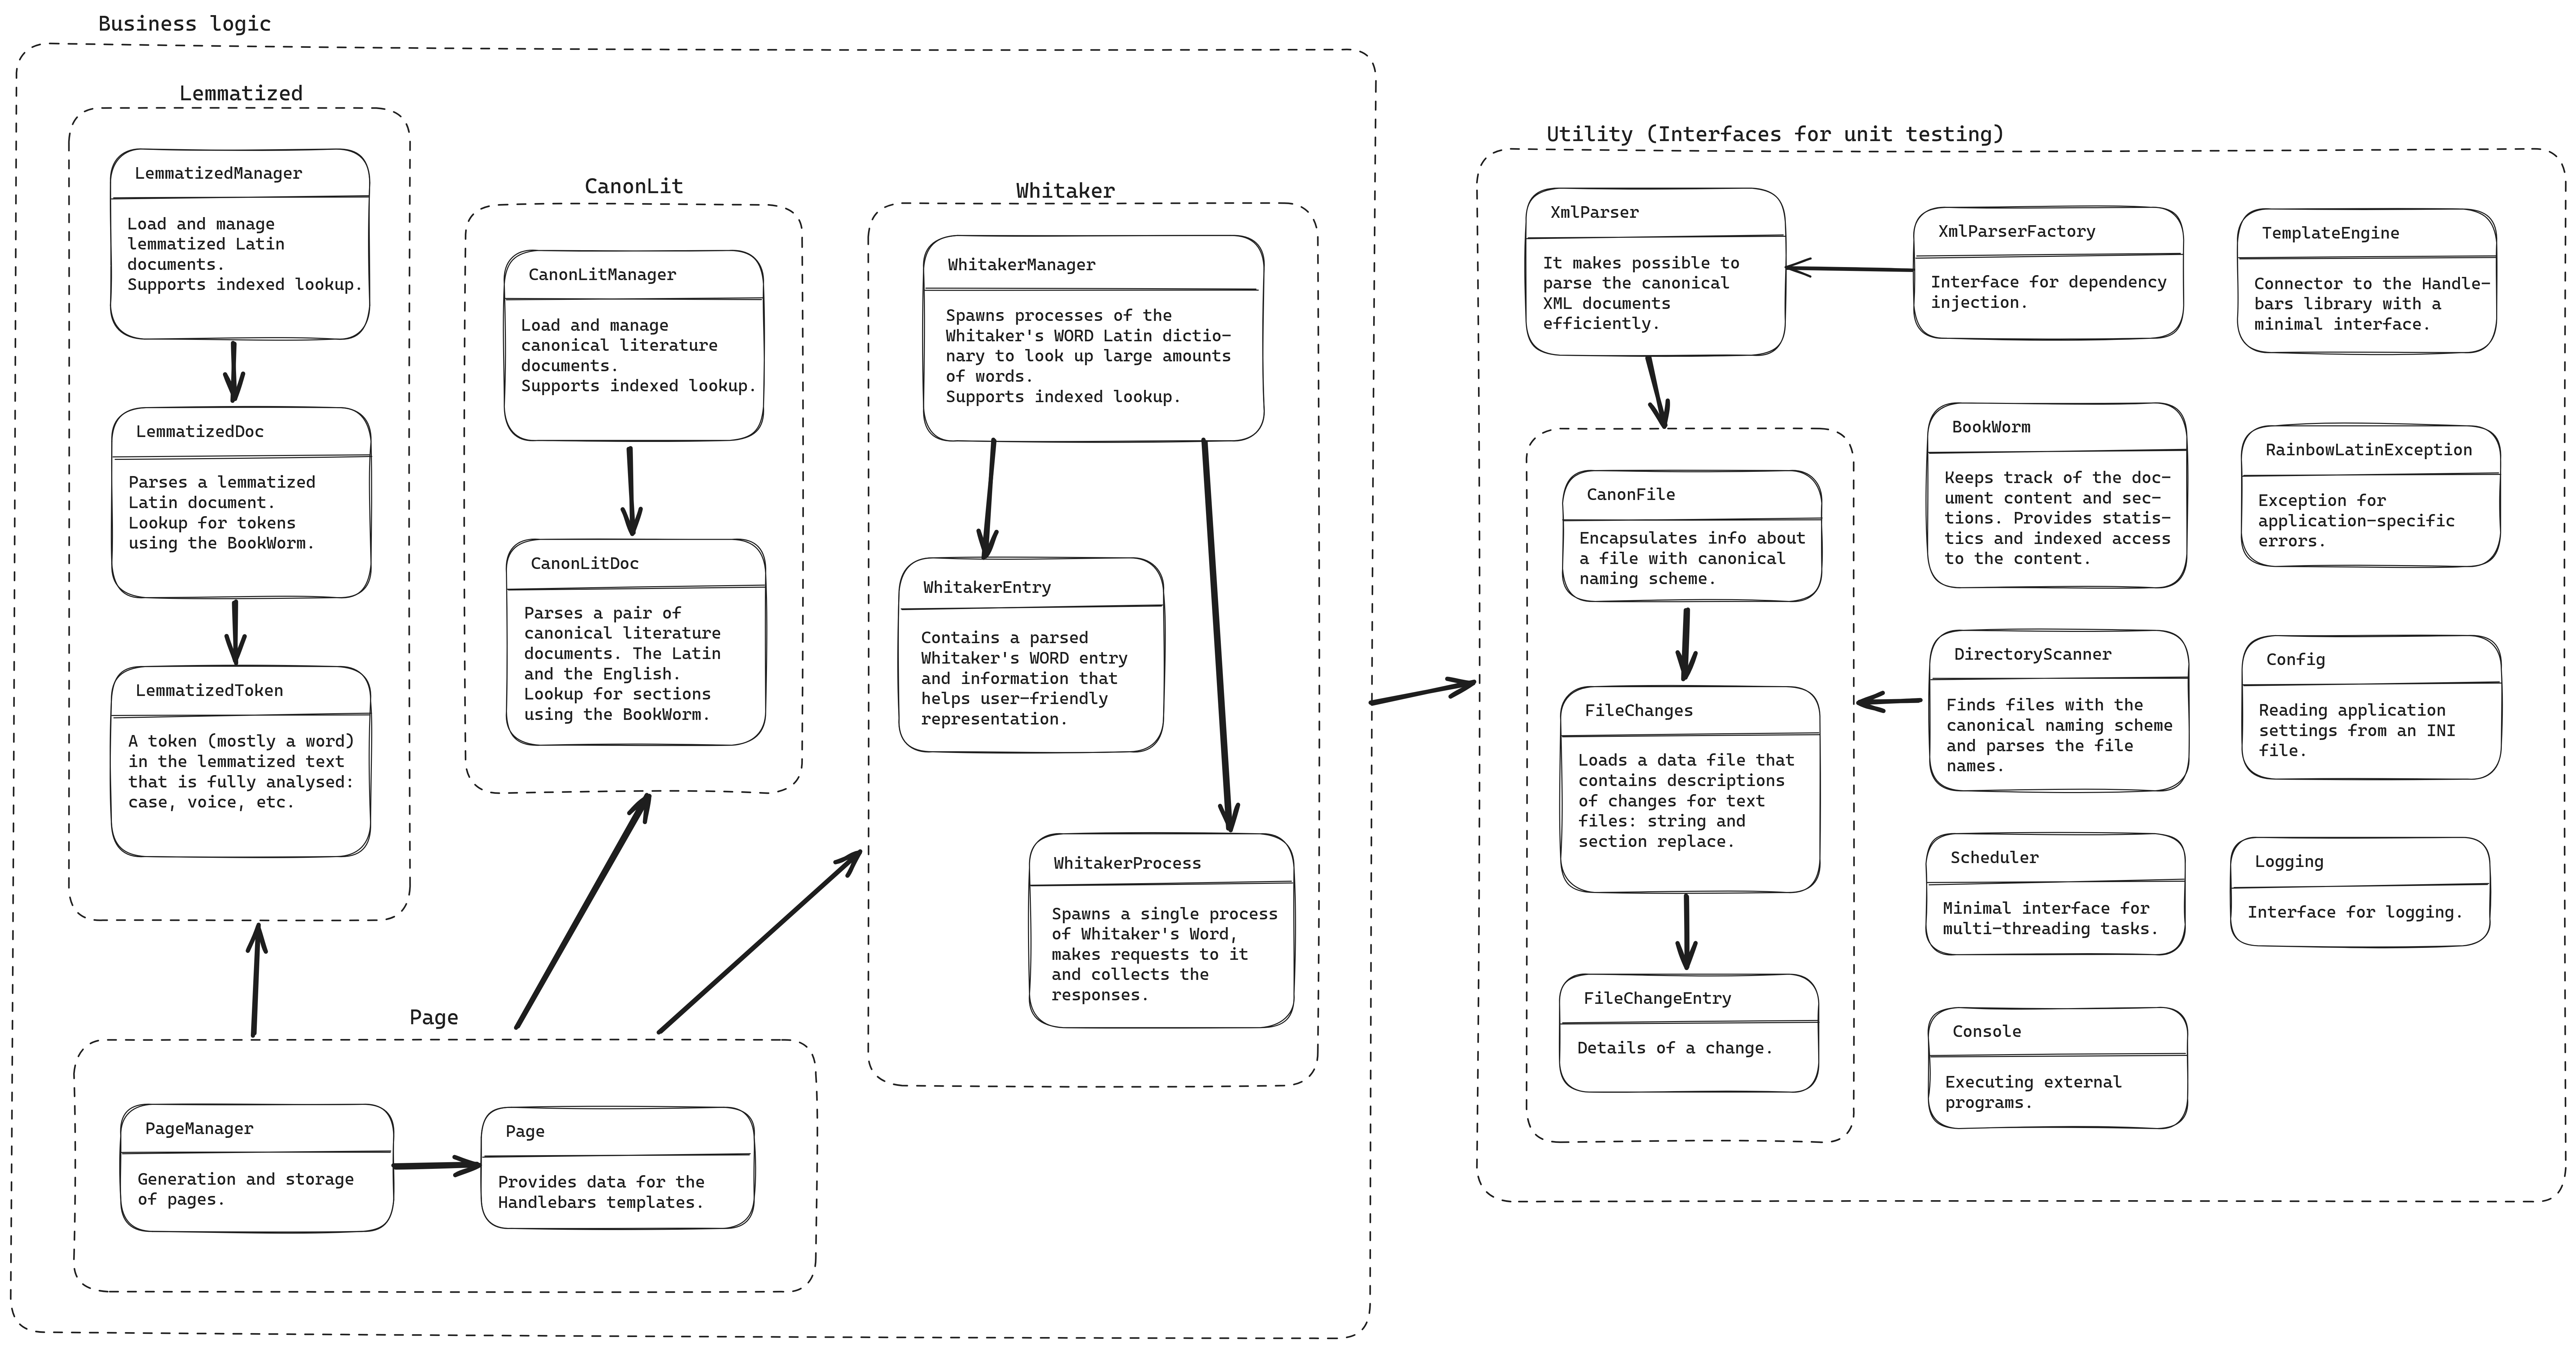 Business logic
Lemmatized
LemmatizedManager
Load and manage
lemmatized Latin
documents.
Supports indexed lookup.
LemmatizedDoc
Parses a lemmatized
Latin document.
Lookup for tokens
using the BookWorm.
LemmatizedToken
A token (mostly a word)
in the lemmatized text
that is fully analysed:
case, voice, etc.
CanonLit
CanonLitManager
Load and manage
canonical literature
documents.
Supports indexed lookup.
CanonLitDoc
Parses a pair of
canonical literature
documents. The Latin
and the English.
Lookup for sections
using the BookWorm.
Whitaker
WhitakerManager
Spawns processes of the
Whitaker's WORD Latin dictio-
nary to look up large amounts
of words.
Supports indexed lookup.
WhitakerEntry
Contains a parsed
Whitaker's WORD entry
and information that
helps user-friendly
representation.
WhitakerProcess
Spawns a single process
of Whitaker's Word,
makes requests to it
and collects the
responses.
Page
PageManager
Generation and storage
of pages.
Page
Provides data for the
Handlebars templates.
Utility (Interfaces for unit testing)
XmlParser
It makes possible to
parse the canonical
XML documents
efficiently.
XmlParserFactory
Interface for dependency
injection.
TemplateEngine
Connector to the Handle-
bars library with a
minimal interface.
CanonFile
Encapsulates info about
a file with canonical
naming scheme.
FileChanges
Loads a data file that
contains descriptions
of changes for text
files: string and
section replace.
FileChangeEntry
Details of a change.
BookWorm
Keeps track of the doc-
ument content and sec-
tions. Provides statis-
tics and indexed access
to the content.
RainbowLatinException
Exception for
application-specific
errors.
DirectoryScanner
Finds files with the
canonical naming scheme
and parses the file
names.
Config
Reading application
settings from an INI
file.
Scheduler
Minimal interface for
multi-threading tasks.
Logging
Interface for logging.
Console
Executing external
programs.